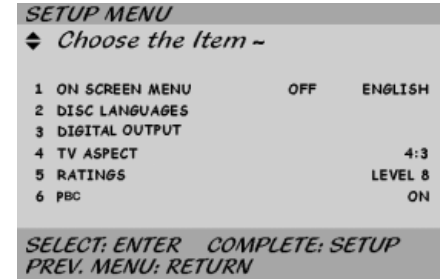 SETUP MENU
Choose the Item ~
1 ON SCREEN MENU OFF ENGLISH
2 DISC LANGUAGES
3 DIGITAL OUTPUT
4 TV ASPECT 4:3
5 RATINGS LEVEL 8
6 PBC ON
SELECT: ENTER COMPLETE: SETUP
PREV. MENU: RETURN